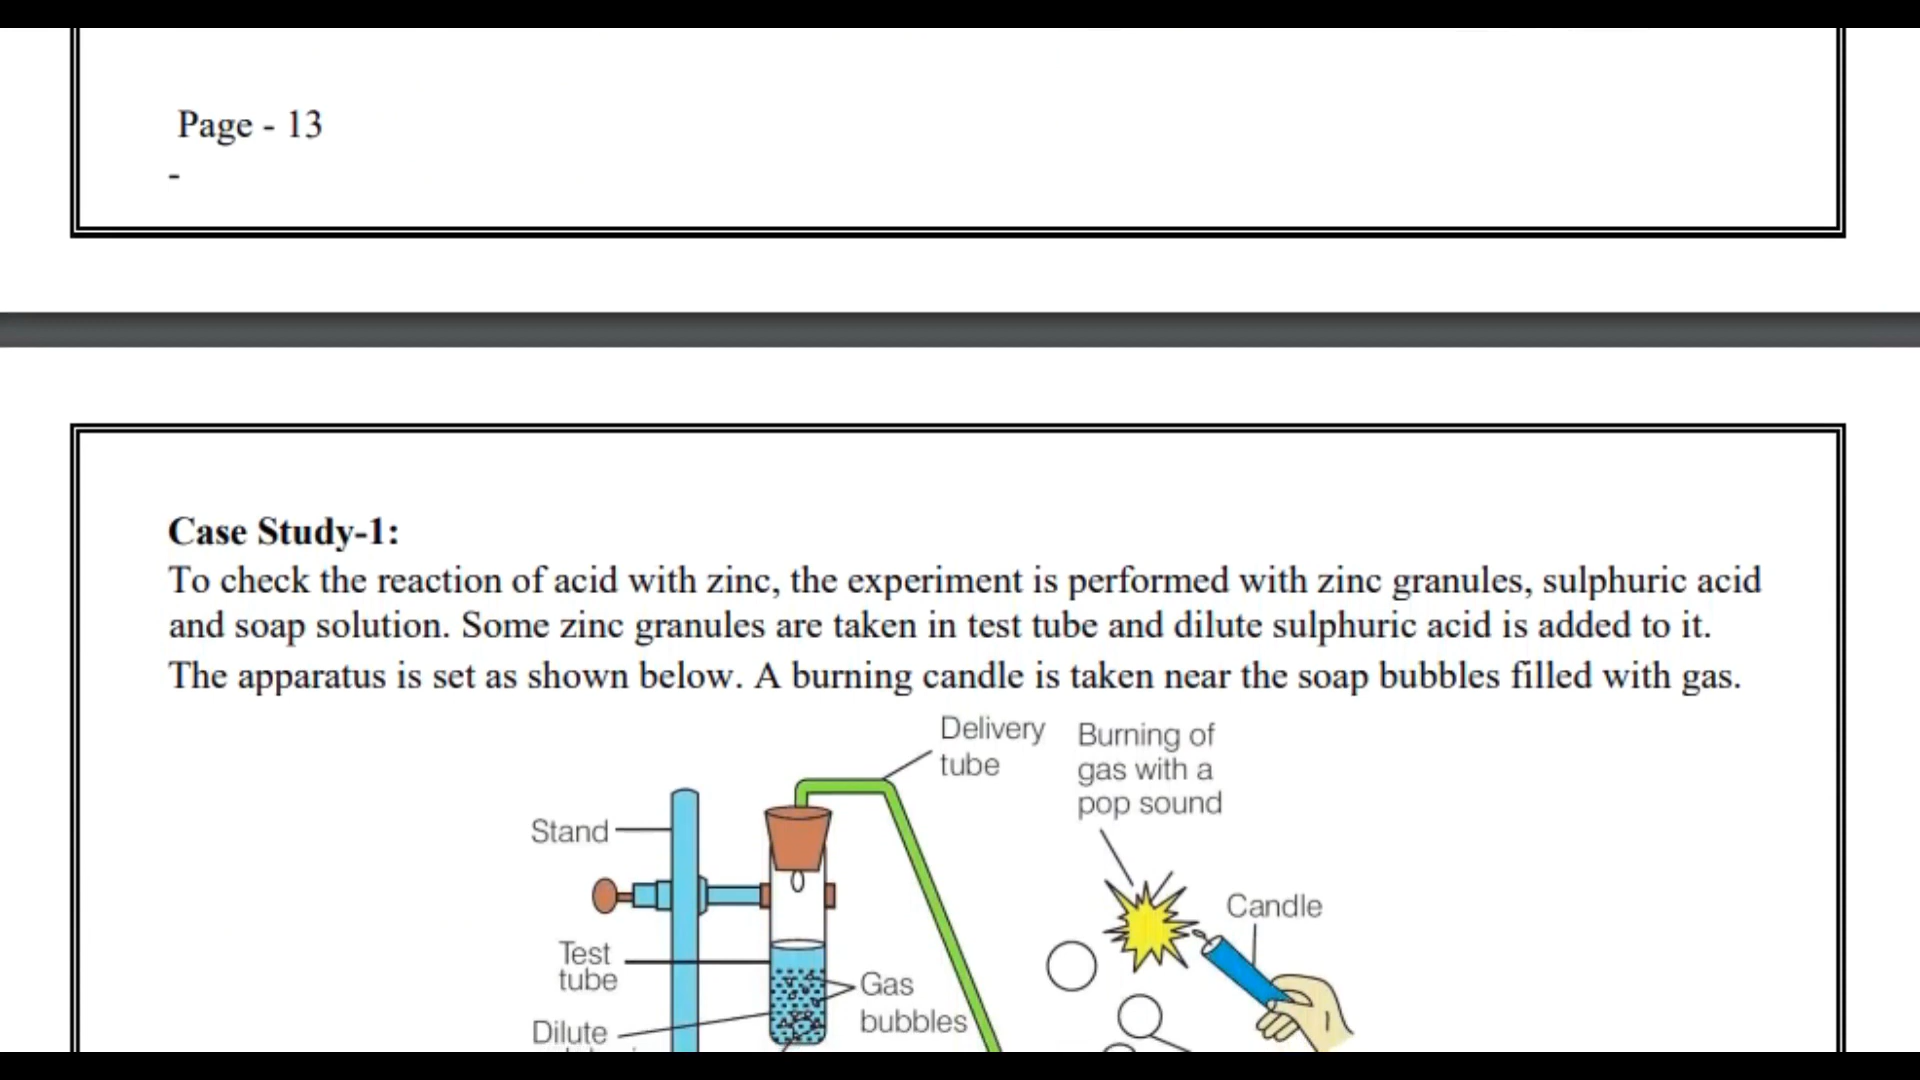 Page - 13
-
Case Study-1:
To check the reaction of acid with zinc, the experiment is performed with zinc granules, sulphuric acid
and soap solution. Some zinc granules are taken in test tube and dilute sulphuric acid is added to it.
The apparatus is set as shown below. A burning candle is taken near the soap bubbles filled with gas.
Delivery
tube
Burning of
gas with a
pop sound
Stand
Candle
Test
tube
Gas
bubbles
Dilute